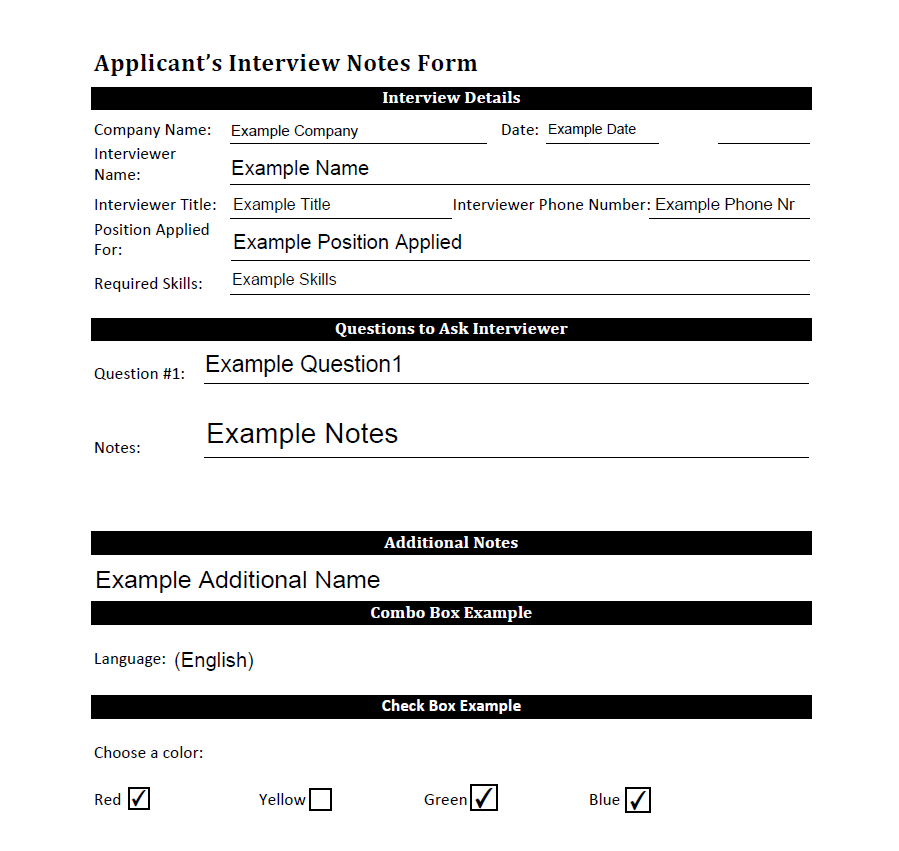 Applicant’s Interview Notes Form
Interview Details
Company Name: Example Company Date: Example Date
Interviewer
Name: Example Name
Interviewer Title: Example Title Interviewer Phone Number: Example Phone Nr
Position Applied
For: Example Position Applied
Required Skills: Example Skills
Questions to Ask Interviewer
Question #1: Example Question1
Notes: Example Notes
Additional Notes
Example Additional Name
Combo Box Example
Language: (English)
Check Box Example
Choose a color:
Red Yellow Green Blue